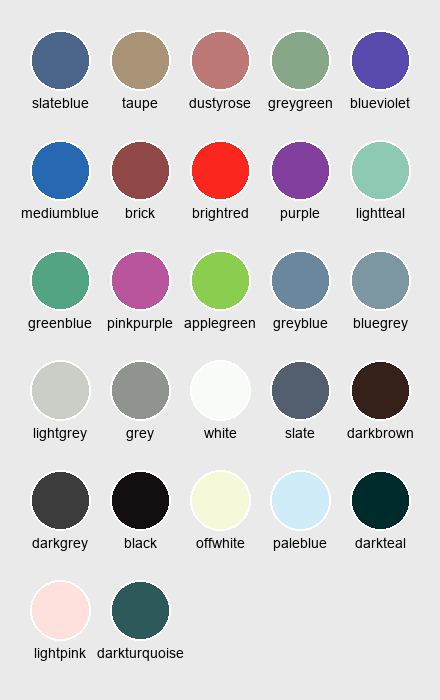 slateblue taupe dustyrose greygreen blueviolet
mediumblue brick brightred purple lightteal
greenblue pinkpurple applegreen greyblue bluegrey
lightgrey grey white slate darkbrown
darkgrey black offwhite paleblue darkteal
lightpink darkturquoise